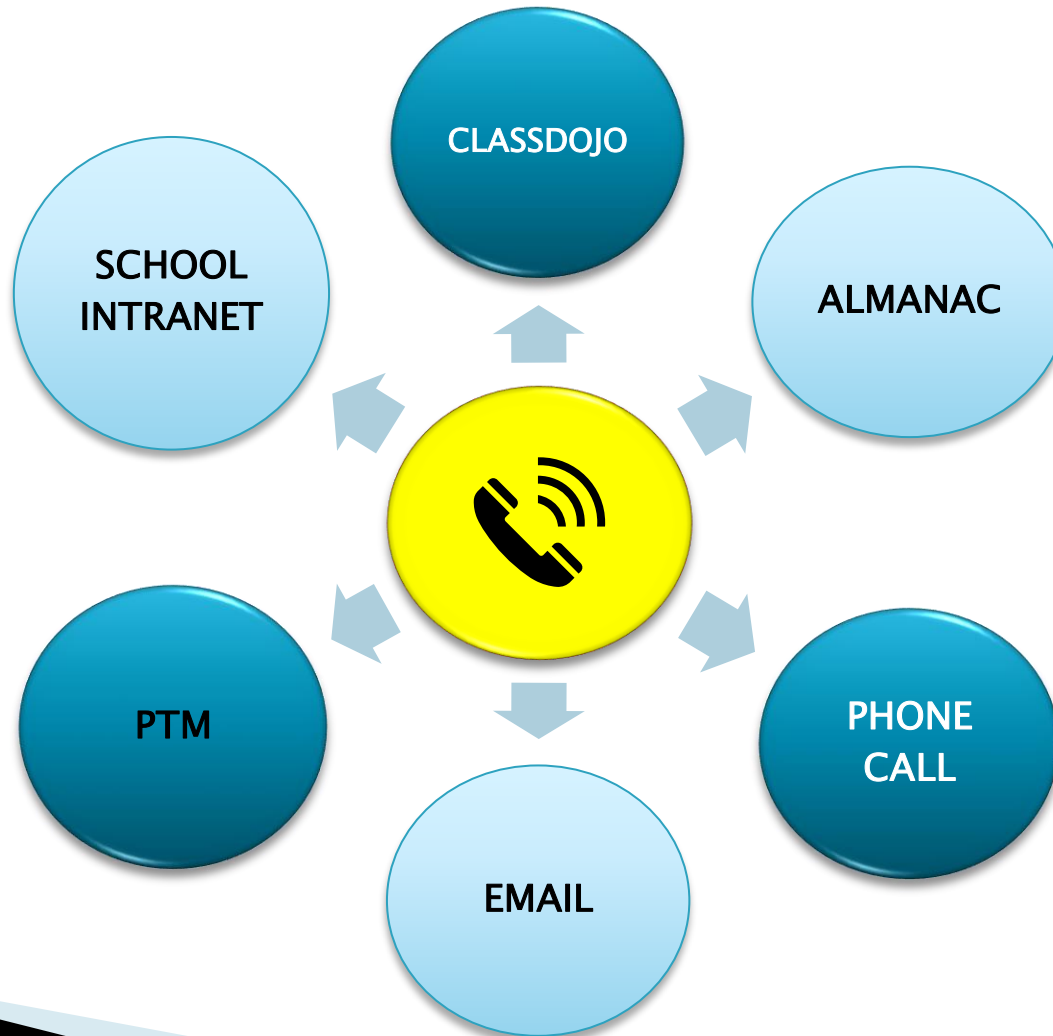 CLASSDOJO
SCHOOL
INTRANET
ALMANAC
PTM
PHONE
CALL
EMAIL